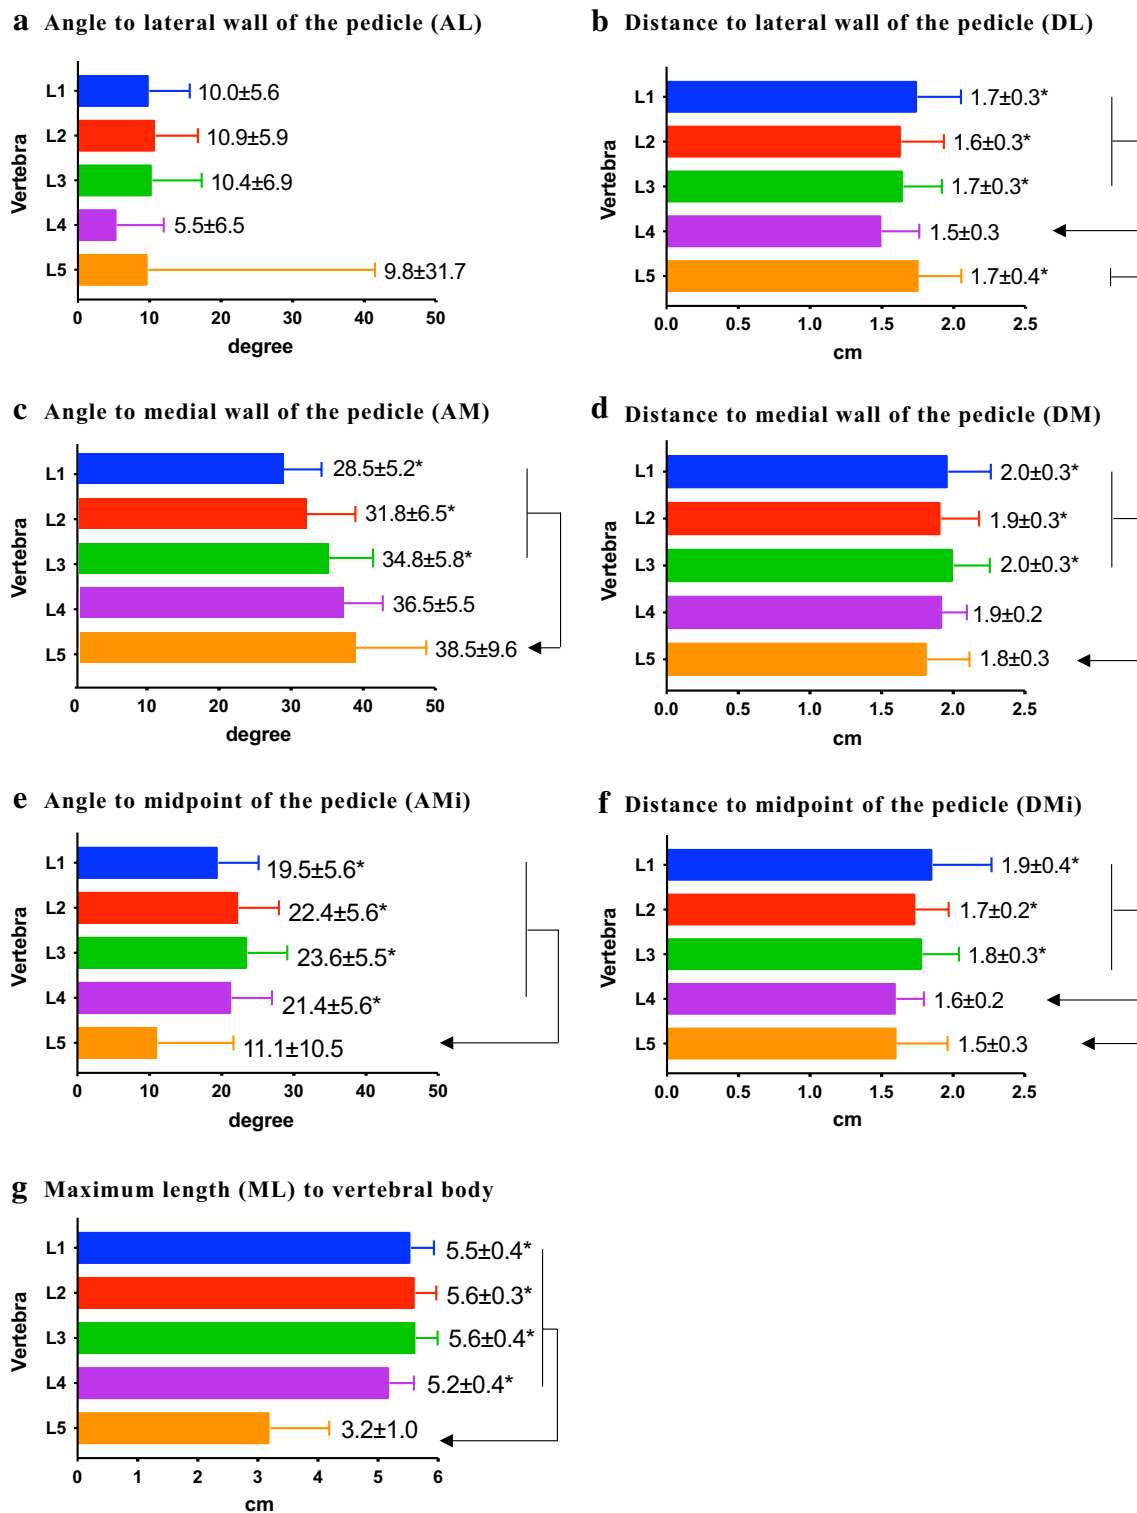 a Angle to lateral wall of the pedicle (AL)
Vertebra
L1 10.0±5.6
L2 10.9±5.9
L3 10.4±6.9
L4 5.5±6.5
L5 9.8±31.7
0 10 20 30 40 50
degree
b Distance to lateral wall of the pedicle (DL)
Vertebra
L1 1.7±0.3*
L2 1.6±0.3*
L3 1.7±0.3*
L4 1.5±0.3
L5 1.7±0.4*
0.0 0.5 1.0 1.5 2.0 2.5
cm
c Angle to medial wall of the pedicle (AM)
Vertebra
L1 28.5±5.2*
L2 31.8±6.5*
L3 34.8±5.8*
L4 36.5±5.5
L5 38.5±9.6
0 10 20 30 40 50
degree
d Distance to medial wall of the pedicle (DM)
Vertebra
L1 2.0±0.3*
L2 1.9±0.3*
L3 2.0±0.3*
L4 1.9±0.2
L5 1.8±0.3
0.0 0.5 1.0 1.5 2.0 2.5
cm
e Angle to midpoint of the pedicle (AMi)
Vertebra
L1 19.5±5.6*
L2 22.4±5.6*
L3 23.6±5.5*
L4 21.4±5.6*
L5 11.1±10.5
0 10 20 30 40 50
degree
f Distance to midpoint of the pedicle (DMi)
Vertebra
L1 1.9±0.4*
L2 1.7±0.2*
L3 1.8±0.3*
L4 1.6±0.2
L5 1.5±0.3
0.0 0.5 1.0 1.5 2.0 2.5
cm
g Maximum length (ML) to vertebral body
Vertebra
L1 5.5±0.4*
L2 5.6±0.3*
L3 5.6±0.4*
L4 5.2±0.4*
L5 3.2±1.0
0 1 2 3 4 5 6
cm